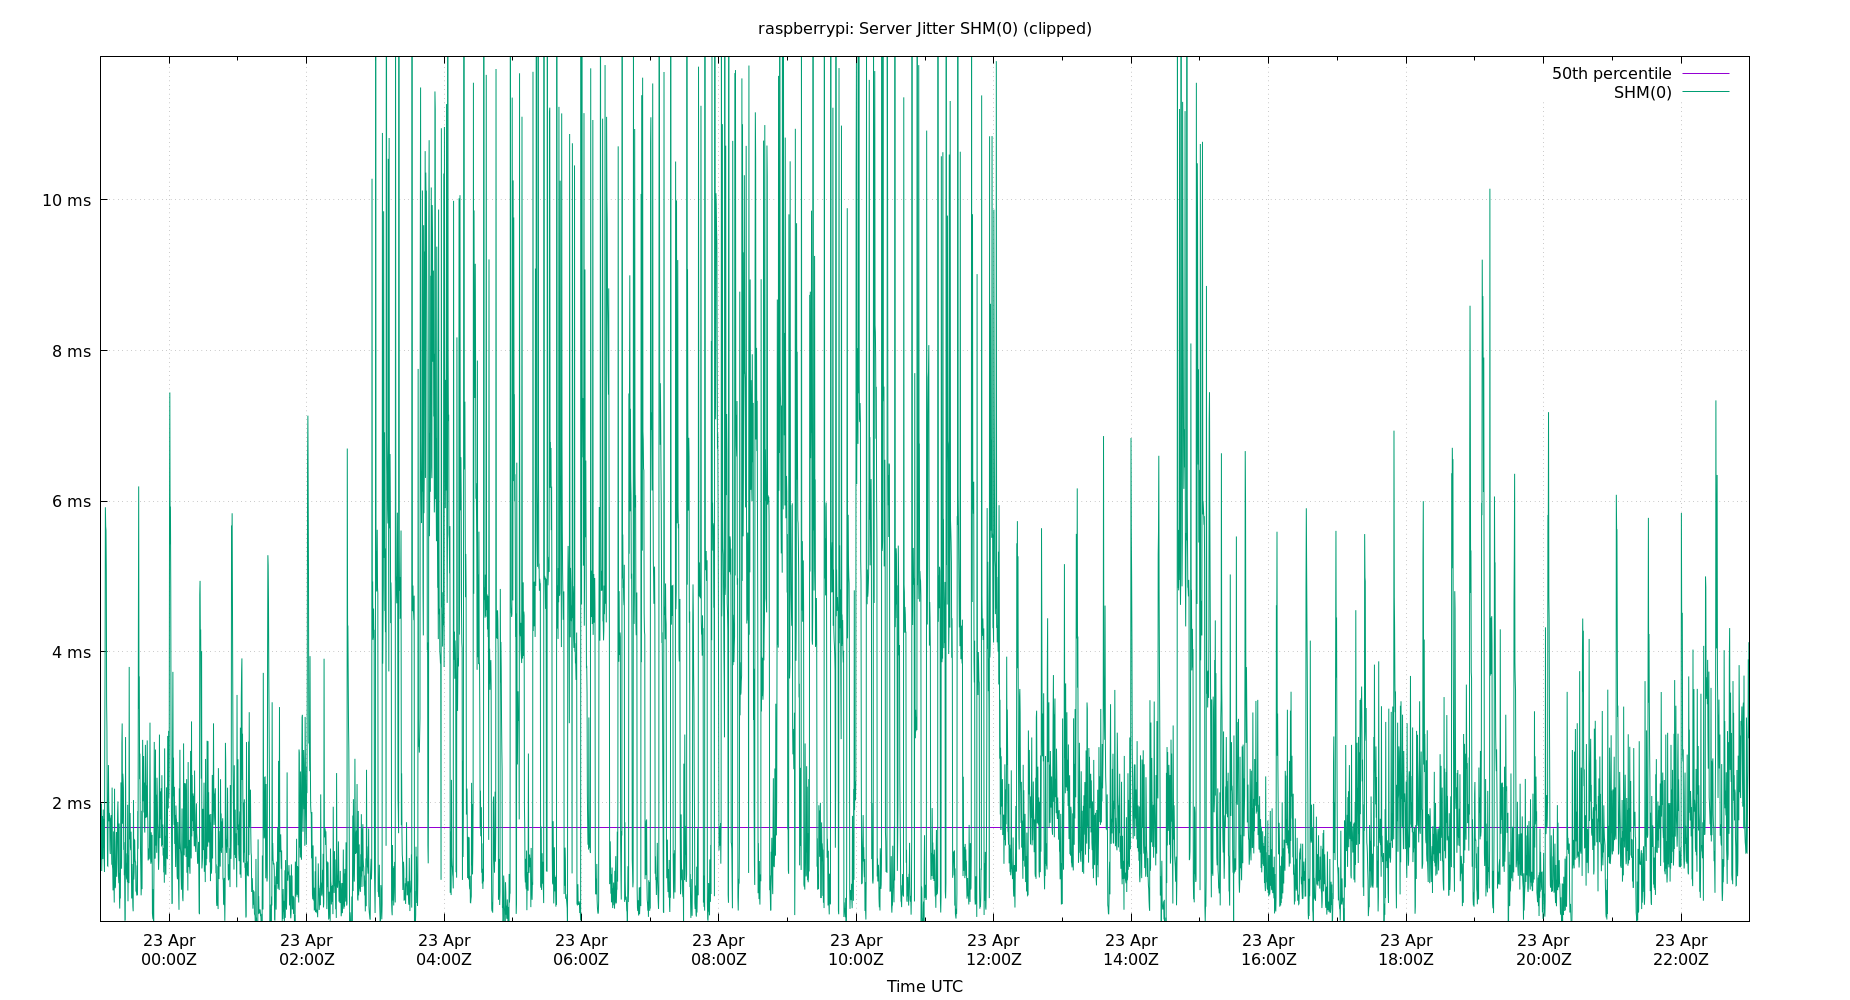 raspberrypi: Server Jitter SHM(0) (clipped)
50th percentile
SHM(0)
10 ms
8 ms
6 ms
4 ms
2 ms
23 Apr 23 Apr 23 Apr 23 Apr 23 Apr 23 Apr 23 Apr 23 Apr 23 Apr 23 Apr 23 Apr 23 Apr
00:00Z 02:00Z 04:00Z 06:00Z 08:00Z 10:00Z 12:00Z 14:00Z 16:00Z 18:00Z 20:00Z 22:00Z
Time UTC